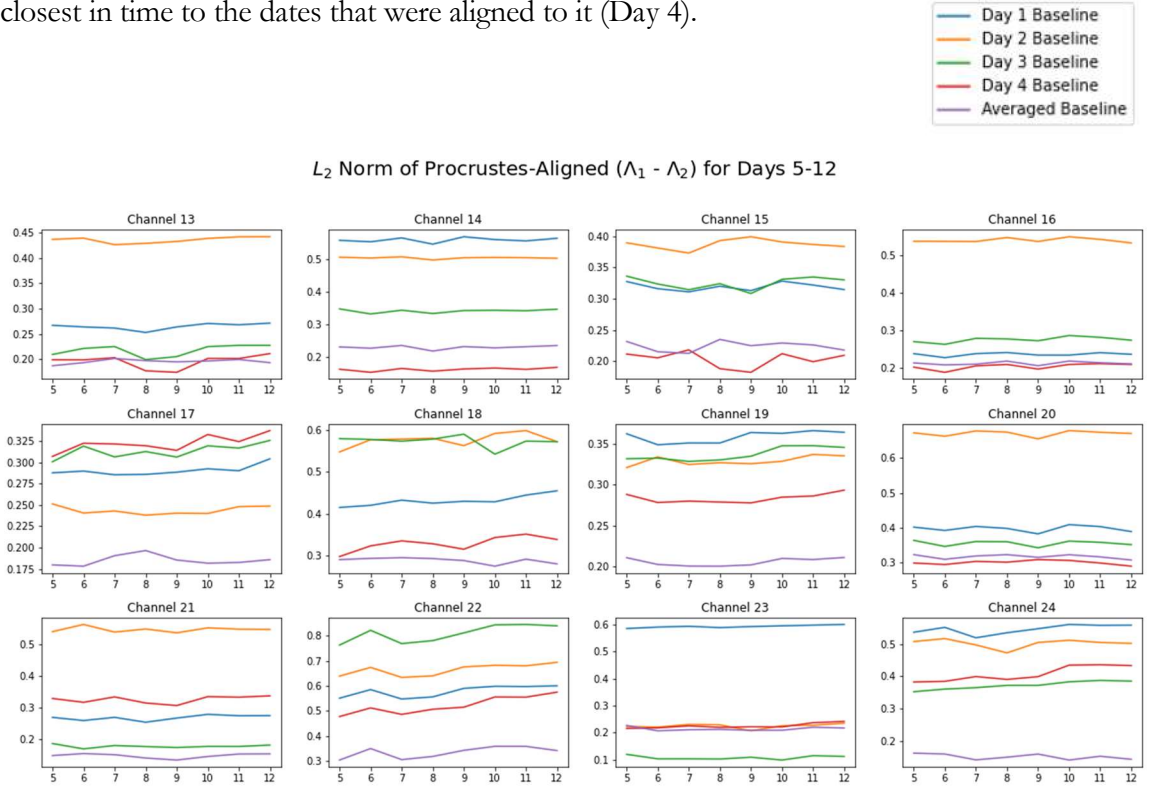 closest in time to the dates that were aligned to it (Day 4).
Day 1 Baseline
Day 2 Baseline
Day 3 Baseline
Day 4 Baseline
Averaged Baseline
L₂ Norm of Procrustes-Aligned (Λ₁ - Λ₂) for Days 5-12
Channel 13
0.45
0.40
0.35
0.30
0.25
0.20
5 6 7 8 9 10 11 12
Channel 14
0.5
0.4
0.3
0.2
5 6 7 8 9 10 11 12
Channel 15
0.40
0.35
0.30
0.25
0.20
5 6 7 8 9 10 11 12
Channel 16
0.5
0.3
0.2
5 6 7 8 9 10 11 12
Channel 17
0.325
0.300
0.275
0.250
0.225
0.200
0.175
5 6 7 8 9 10 11 12
Channel 18
0.6
0.5
0.4
0.3
5 6 7 8 9 10 11 12
Channel 19
0.35
0.30
0.25
0.20
5 6 7 8 9 10 11 12
Channel 20
0.6
0.5
0.4
0.3
5 6 7 8 9 10 11 12
Channel 21
0.5
0.4
0.3
0.2
5 6 7 8 9 10 11 12
Channel 22
0.8
0.7
0.6
0.5
0.4
0.3
5 6 7 8 9 10 11 12
Channel 23
0.6
0.5
0.4
0.3
0.2
0.1
5 6 7 8 9 10 11 12
Channel 24
0.5
0.4
0.3
0.2
5 6 7 8 9 10 11 12